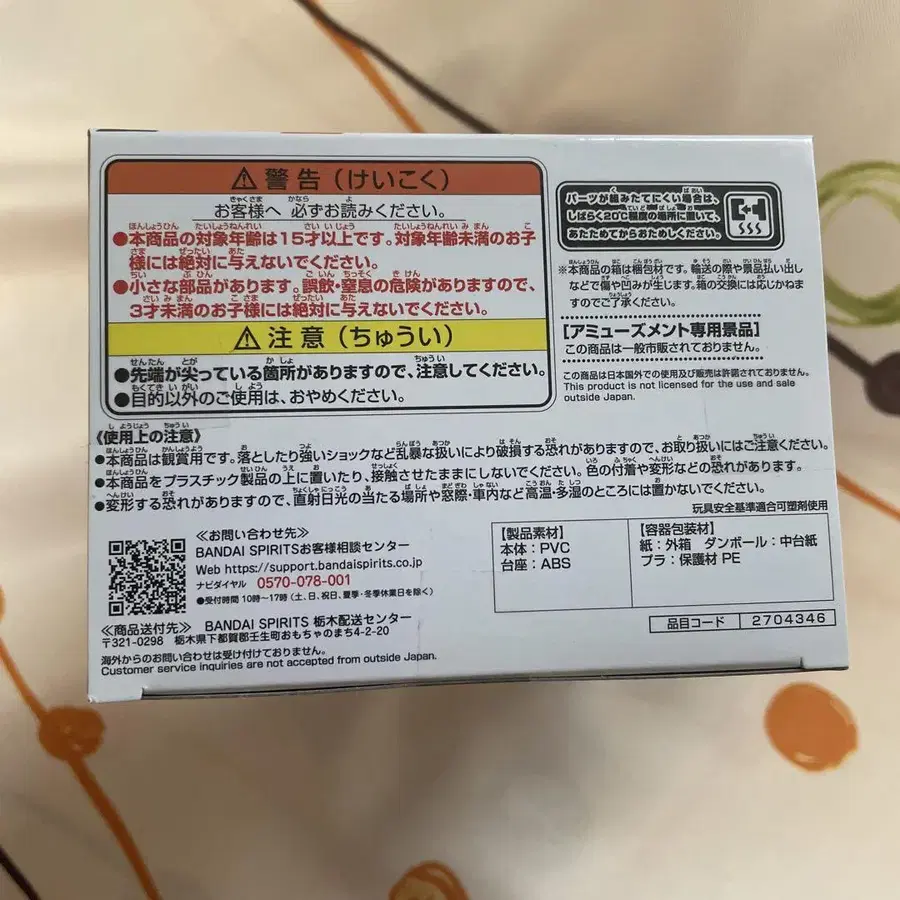 警告(けいこく)
お客様へ 必ずお読みください。
●本商品の対象年齢は15才以上です。対象年齢未満のお子
様には絶対に与えないでください。
●小さな部品があります。誤飲・窒息の危険がありますので、
3才未満のお子様には絶対に与えないでください。
注意(ちゅうい)
●先端が尖っている箇所がありますので、注意してください。
●目的以外のご使用は、おやめください。
パーツが組みたてにくい場合は、
しばらく20℃程度の場所に置いて、
あたためてからおためしください。
※本商品の箱は梱包材です。輸送の際や景品払い出し
などで傷や凹みが生じます。箱の交換には応じかねま
すのでご了承ください。
【アミューズメント専用景品】
この商品は一般市販されておりません。
この商品は日本国外での使用及び販売は許諾されておりません。
This product is not licensed for the use and sale
outside Japan.
《使用上の注意》
●本商品は観賞用です。落としたり強いショックなど乱暴な扱いにより破損する恐れがありますので、お取り扱いにはご注意ください。
●本商品をプラスチック製品の上に置いたり、接触させたままにしないでください。色の付着や変形などの恐れがあります。
●変形する恐れがありますので、直射日光の当たる場所や窓際・車内など高温・多湿のところには置かないでください。
玩具安全基準適合可塑剤使用
≪お問い合わせ先≫
BANDAI SPIRITSお客様相談センター
Web https://support.bandaispirits.co.jp
ナビダイヤル 0570-078-001
●受付時間 10時〜17時(土、日、祝日、夏季・冬季休業日を除く)
≪商品送付先≫ BANDAI SPIRITS 栃木配送センター
〒321-0298 栃木県下都賀郡壬生町おもちゃのまち4-2-20
海外からのお問い合わせは受け付けておりません。
Customer service inquiries are not accepted from outside Japan.
【製品素材】
本体:PVC
台座:ABS
【容器包装材】
紙:外箱 ダンボール:中台紙
プラ:保護材 PE
品目コード 2704346